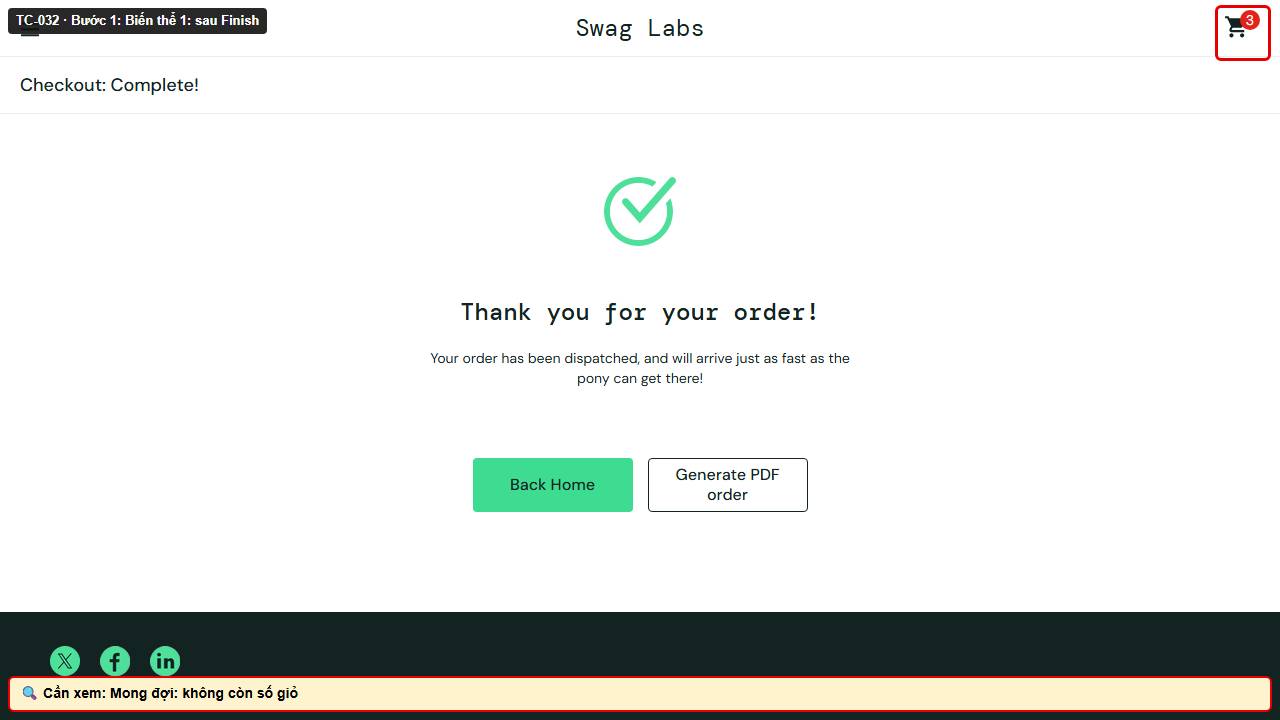 TC-032 · Bước 1: Biến thể 1: sau Finish
Swag Labs
3
Checkout: Complete!
Thank you for your order!
Your order has been dispatched, and will arrive just as fast as the
pony can get there!
Back Home
Generate PDF
order
Cần xem: Mong đợi: không còn số giỏ